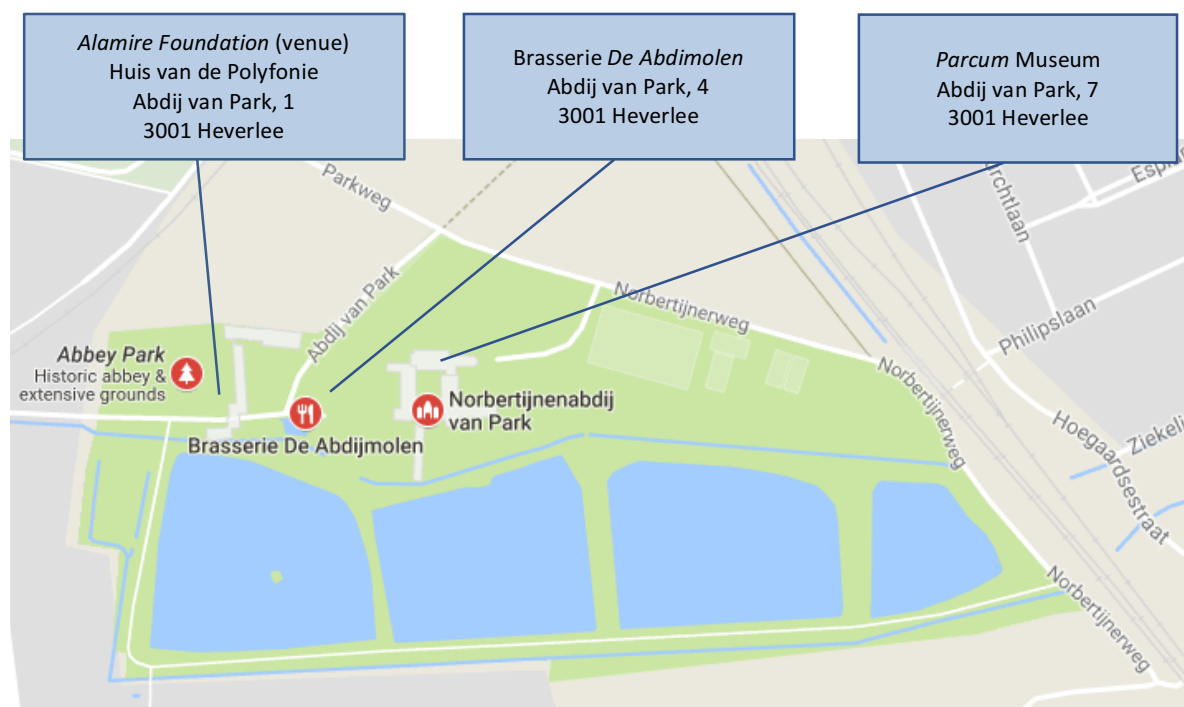 Alamire Foundation (venue)
Huis van de Polyfonie
Abdij van Park, 1
3001 Heverlee
Brasserie De Abdimolen
Abdij van Park, 4
3001 Heverlee
Parcum Museum
Abdij van Park, 7
3001 Heverlee
Parkweg
Abdij van Park
Norbertijnerweg
Philipslaan
Norbertijnerweg
Hoegaardsestraat
Norbertijnerweg
Abbey Park
Historic abbey &
extensive grounds
Brasserie De Abdijmolen
Norbertijnenabdij
van Park